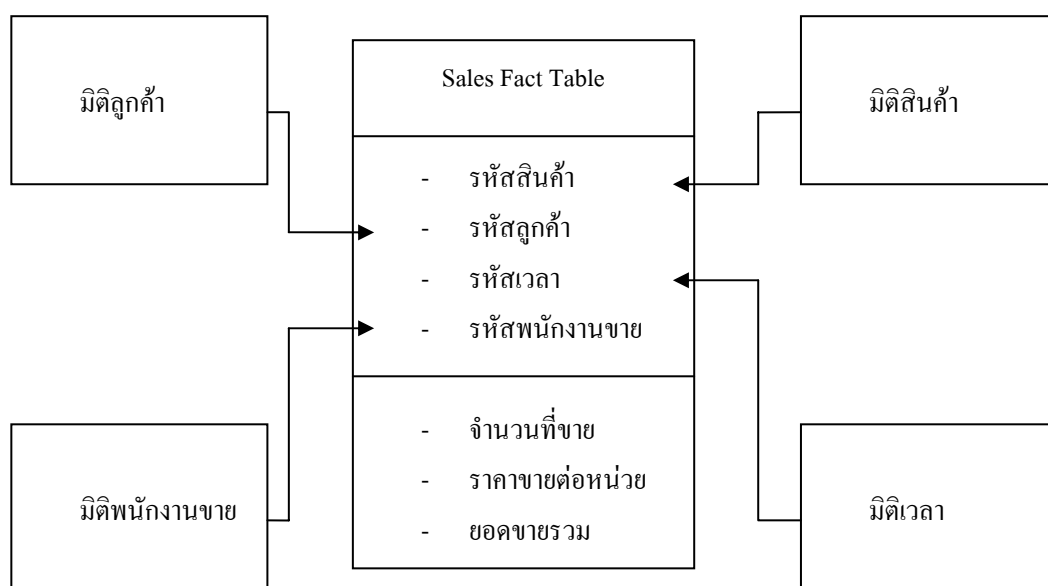 มิติลูกค้า
Sales Fact Table
มิติสินค้า
- รหัสสินค้า
- รหัสลูกค้า
- รหัสเวลา
- รหัสพนักงานขาย
- จำนวนที่ขาย
- ราคาขายต่อหน่วย
- ยอดขายรวม
มิติพนักงานขาย
มิติเวลา